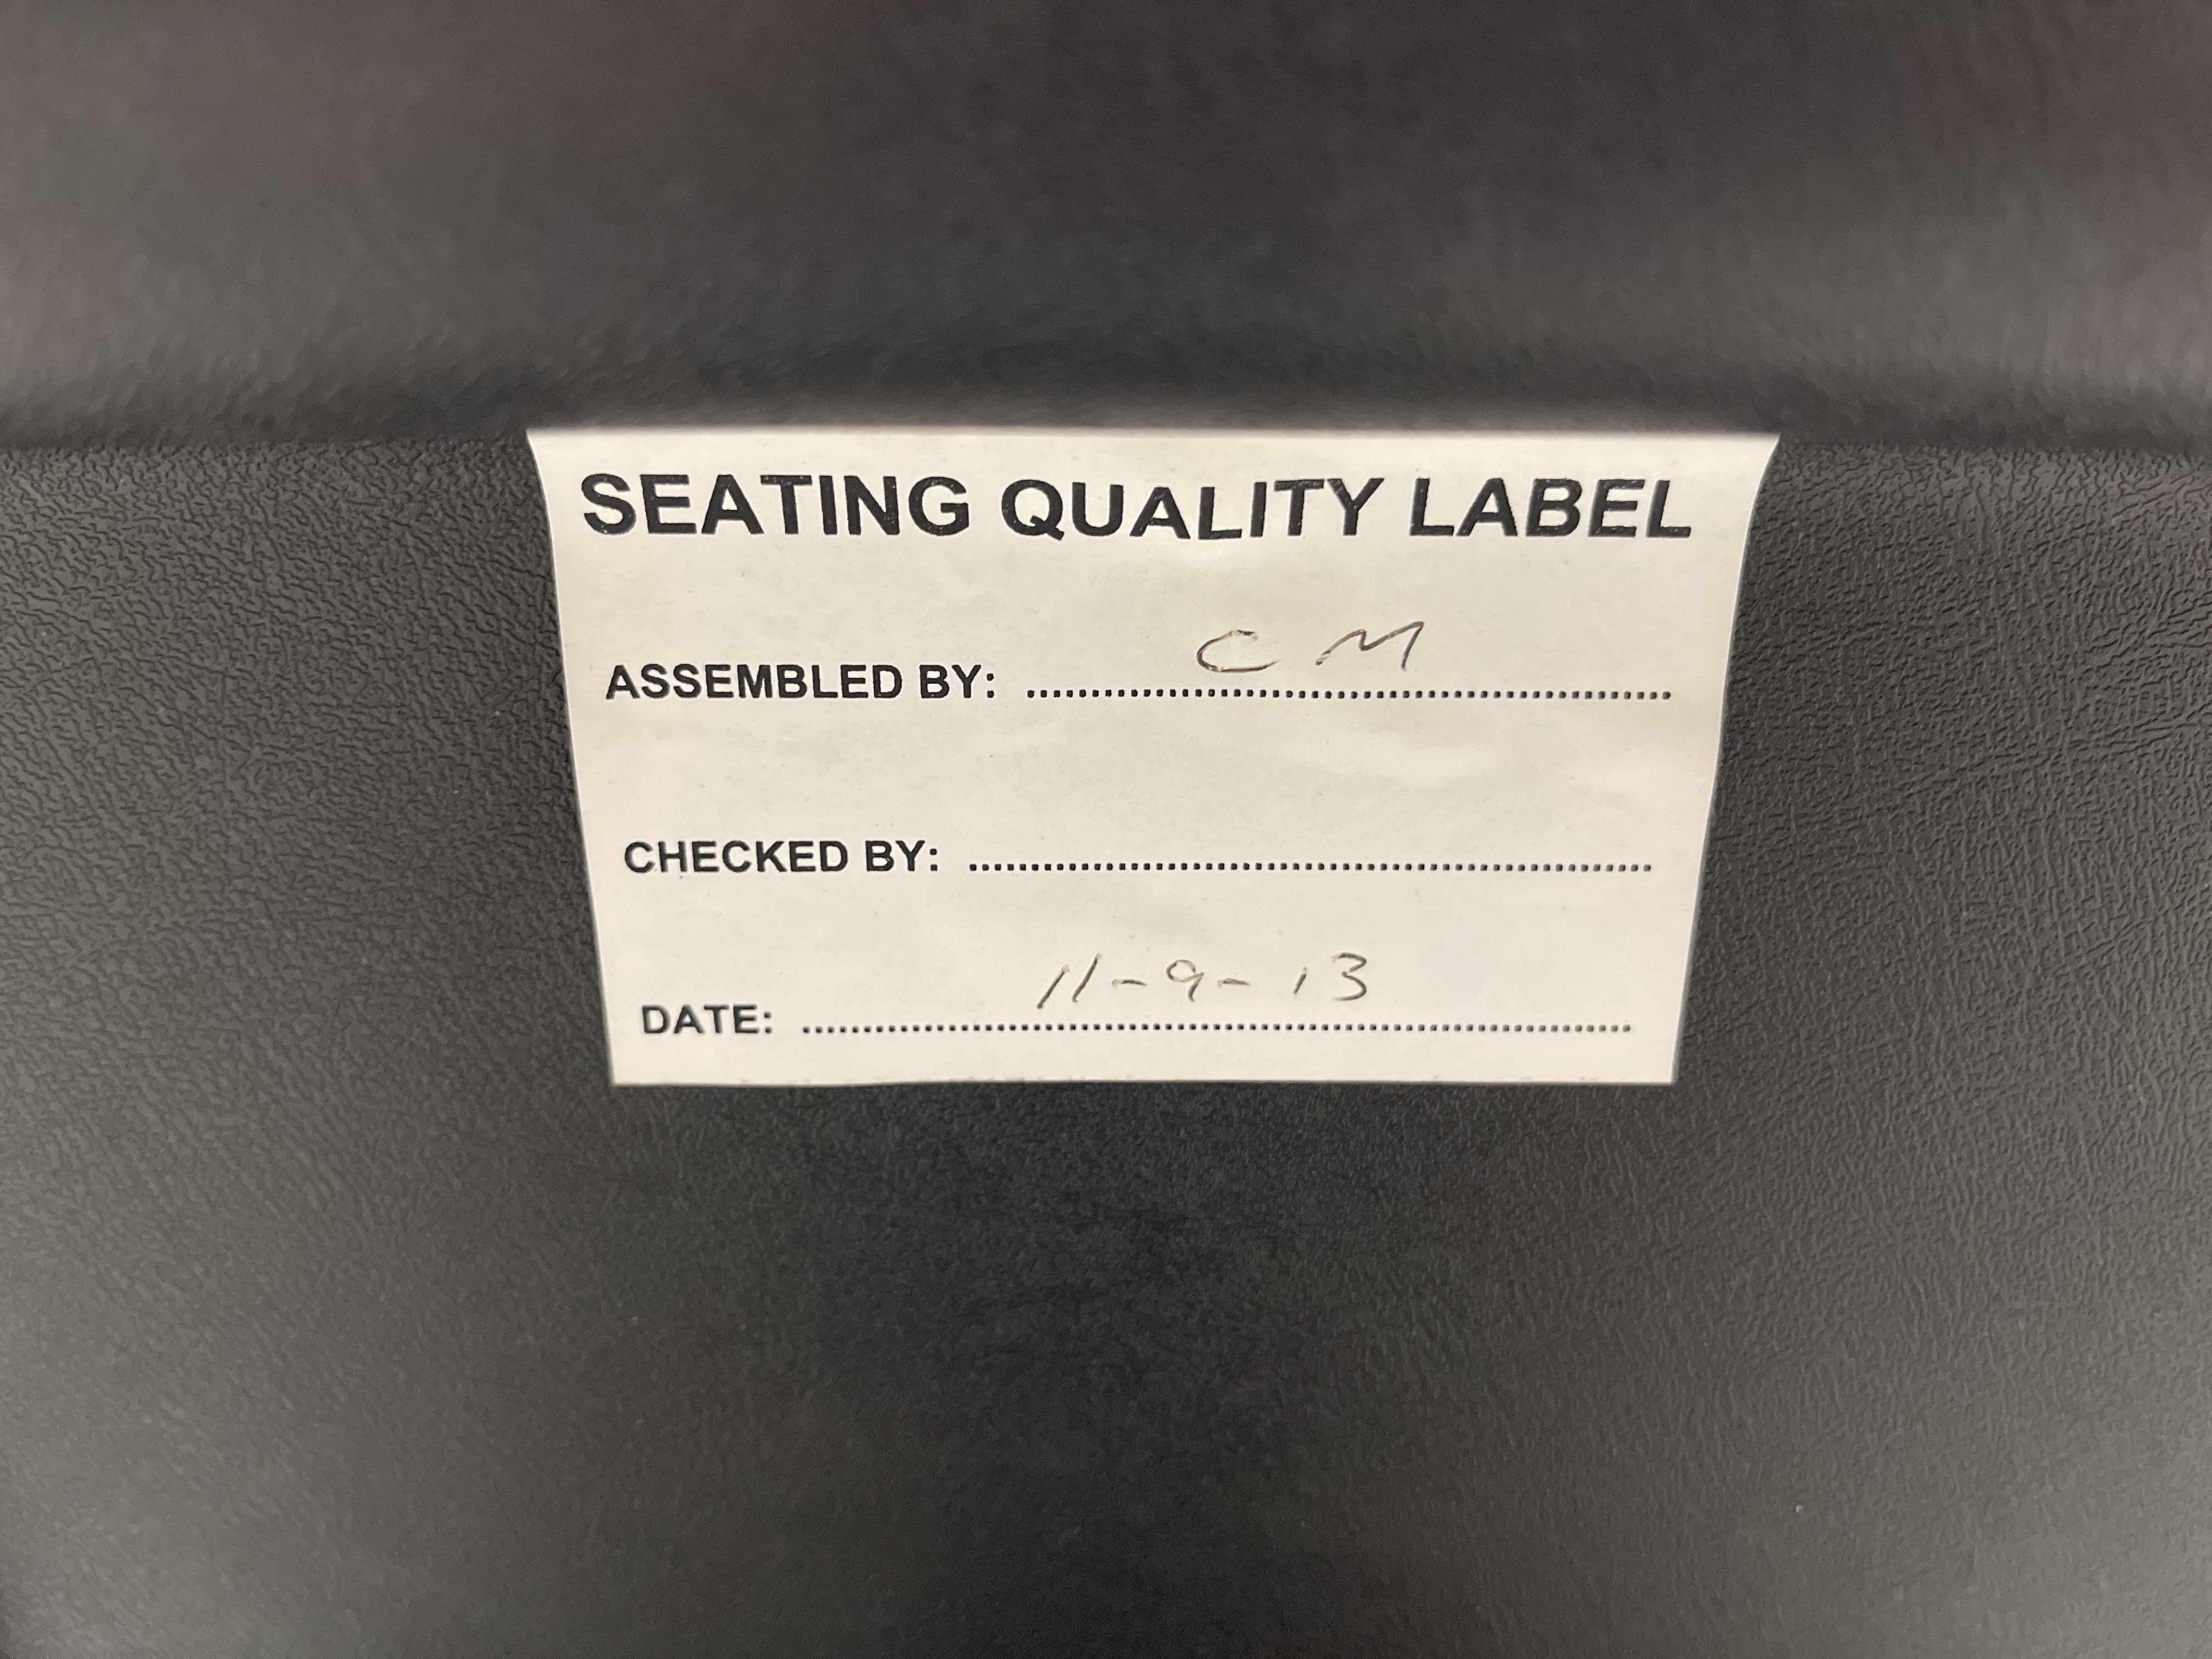 SEATING QUALITY LABEL
ASSEMBLED BY: CM
CHECKED BY:
DATE: 11-9-13